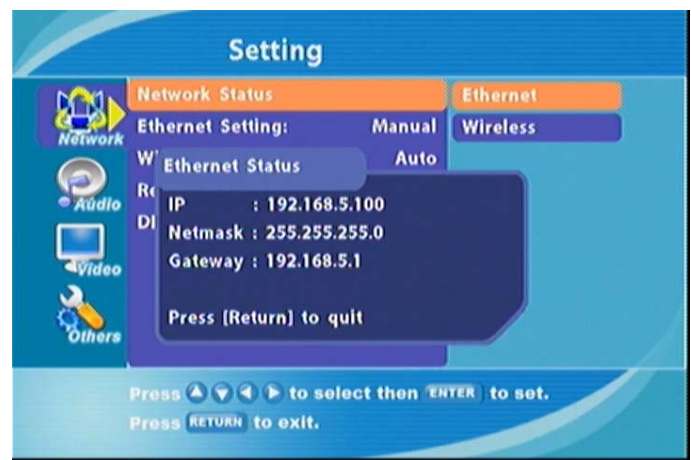 Setting
Network
Audio
Video
Others
Network Status
Ethernet Setting: Manual
W Auto
Re
DI
Ethernet
Wireless
Ethernet Status
IP : 192.168.5.100
Netmask : 255.255.255.0
Gateway : 192.168.5.1
Press [Return] to quit
Press to select then ENTER to set.
Press RETURN to exit.